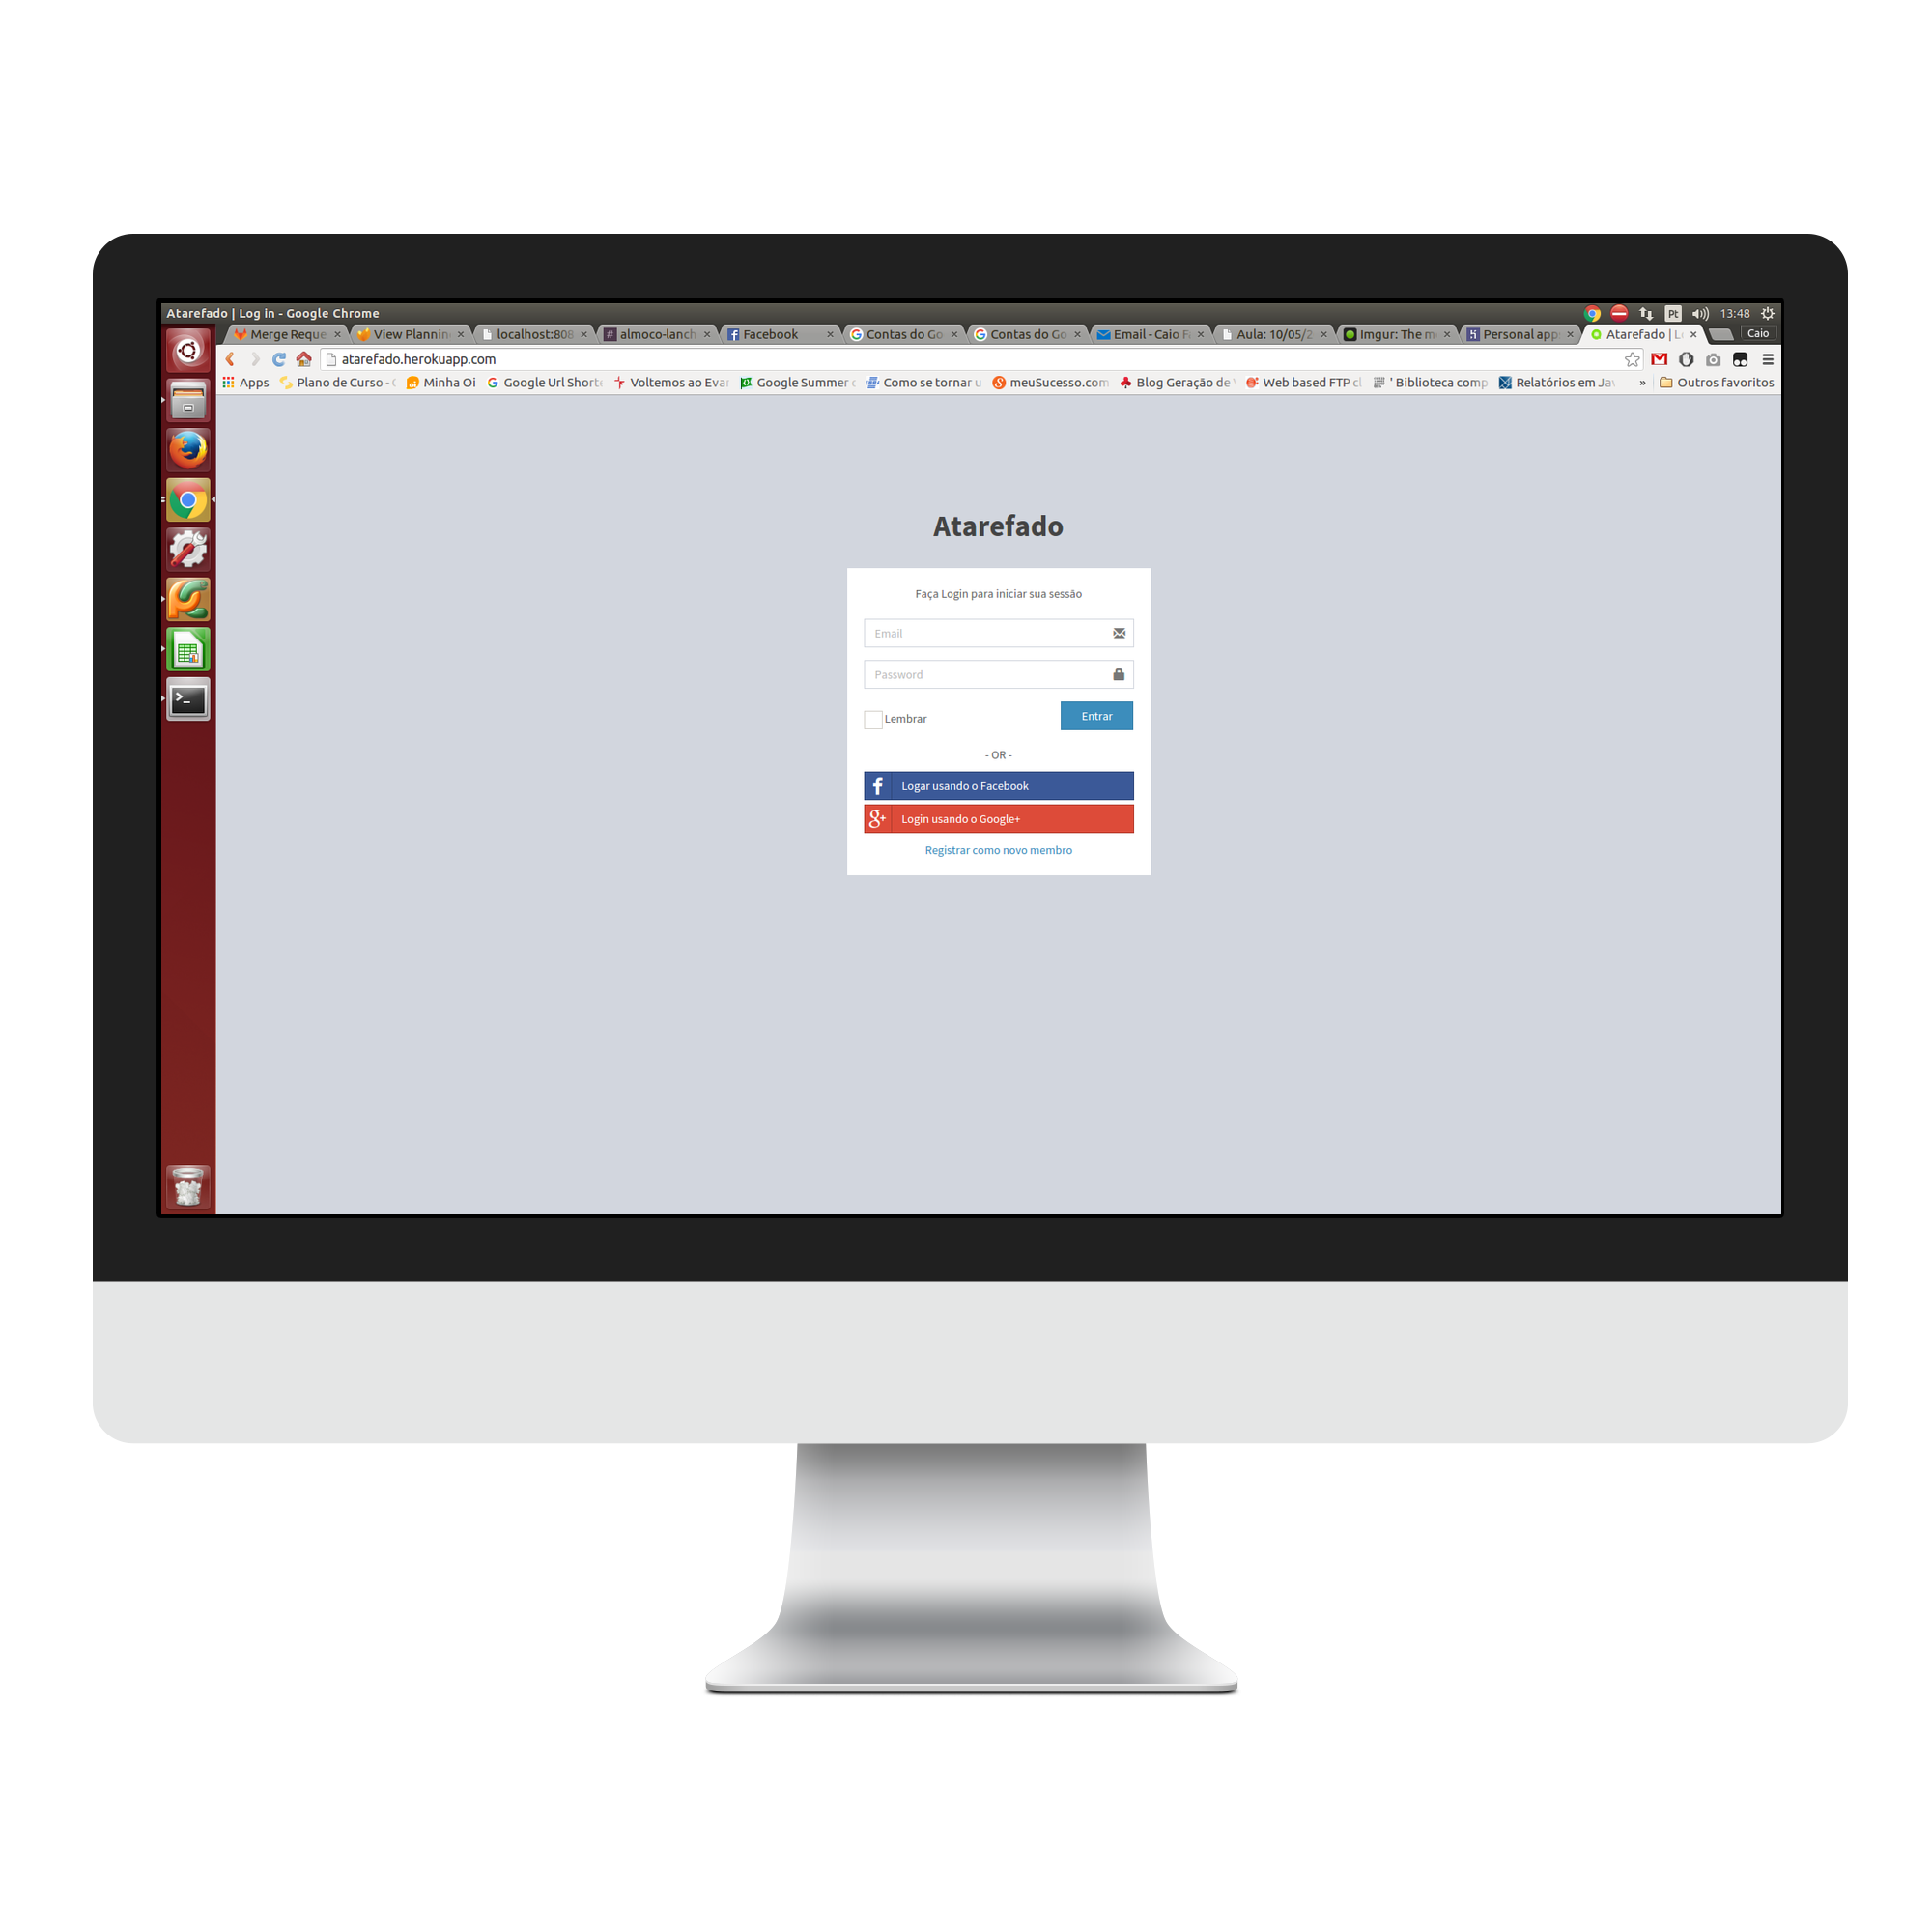 Atarefado | Log in - Google Chrome
Pt 13:48
Merge Reque
View Plannin
localhost:808
# almoco-lanch
Facebook
Contas do Go
Contas do Go
Email - Caio F
Aula: 10/05/2
Imgur: The m
Personal app
Atarefado | L
Caio
atarefado.herokuapp.com
Apps
Plano de Curso - (
Minha Oi
Google Url Short
Voltemos ao Eva
Google Summer
Como se tornar u
meuSucesso.com
Blog Geração de
Web based FTP cl
' Biblioteca comp
Relatórios em Ja
»
Outros favoritos
Atarefado
Faça Login para iniciar sua sessão
Email
Password
Lembrar
Entrar
- OR -
Logar usando o Facebook
Login usando o Google+
Registrar como novo membro